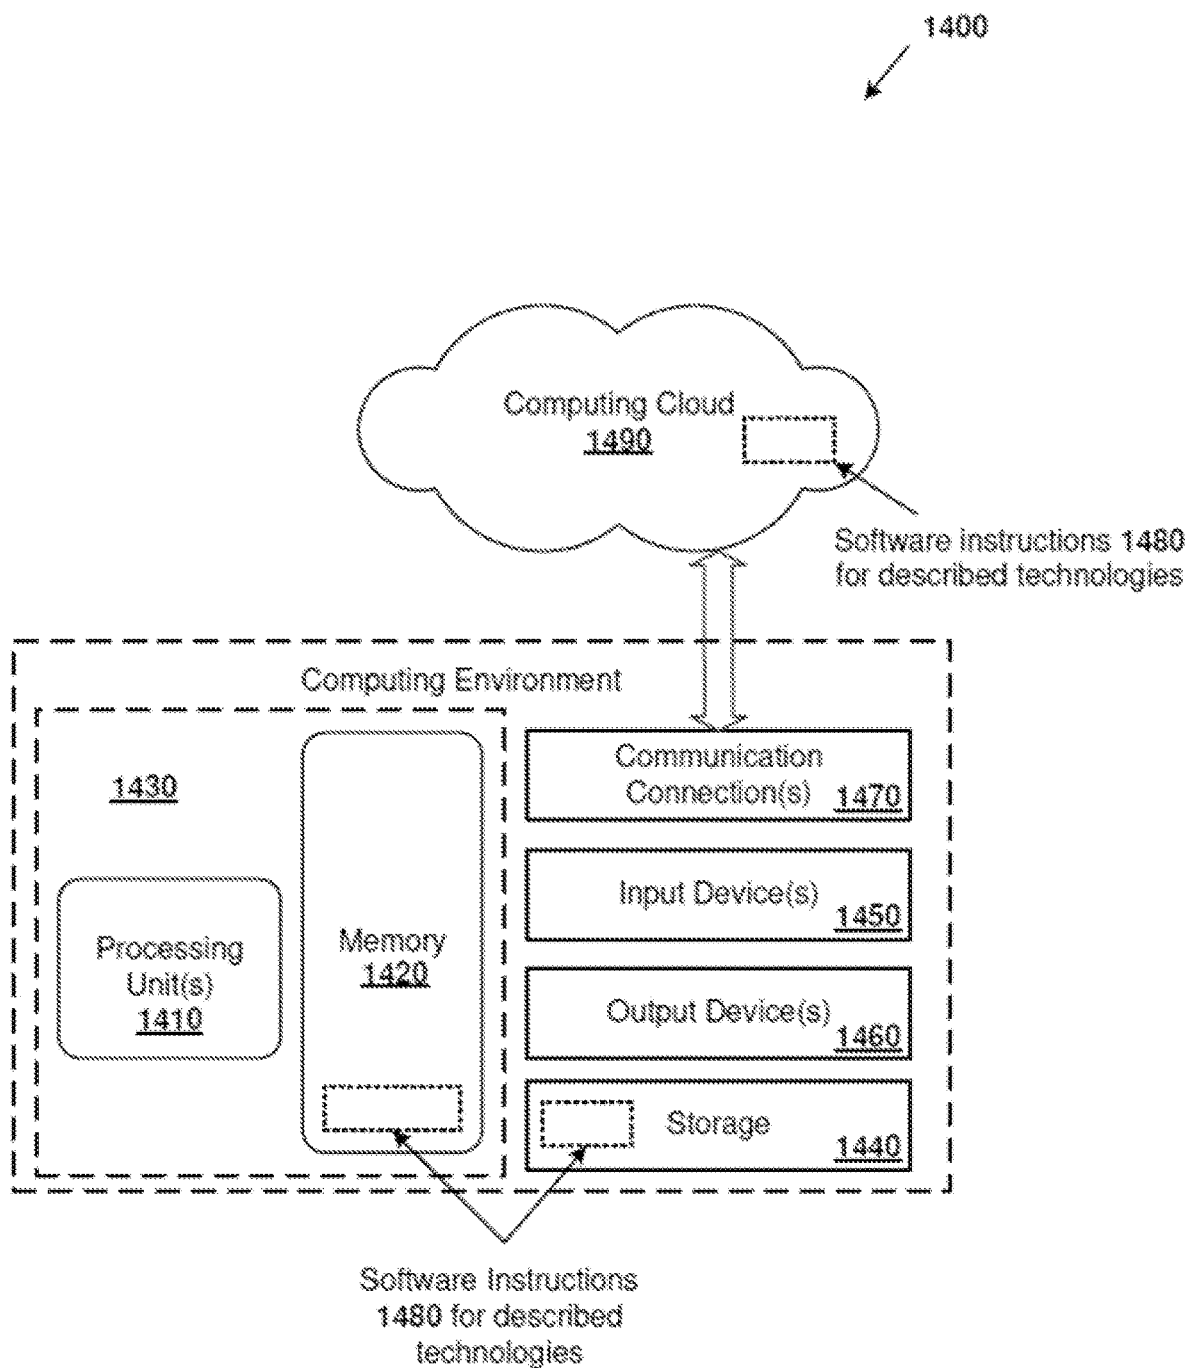 1400
Computing Cloud
1490
Software instructions 1480
for described technologies
Computing Environment
1430
Processing
Unit(s)
1410
Memory
1420
Communication
Connection(s)
1470
Input Device(s)
1450
Output Device(s)
1460
Storage
1440
Software Instructions
1480 for described
technologies